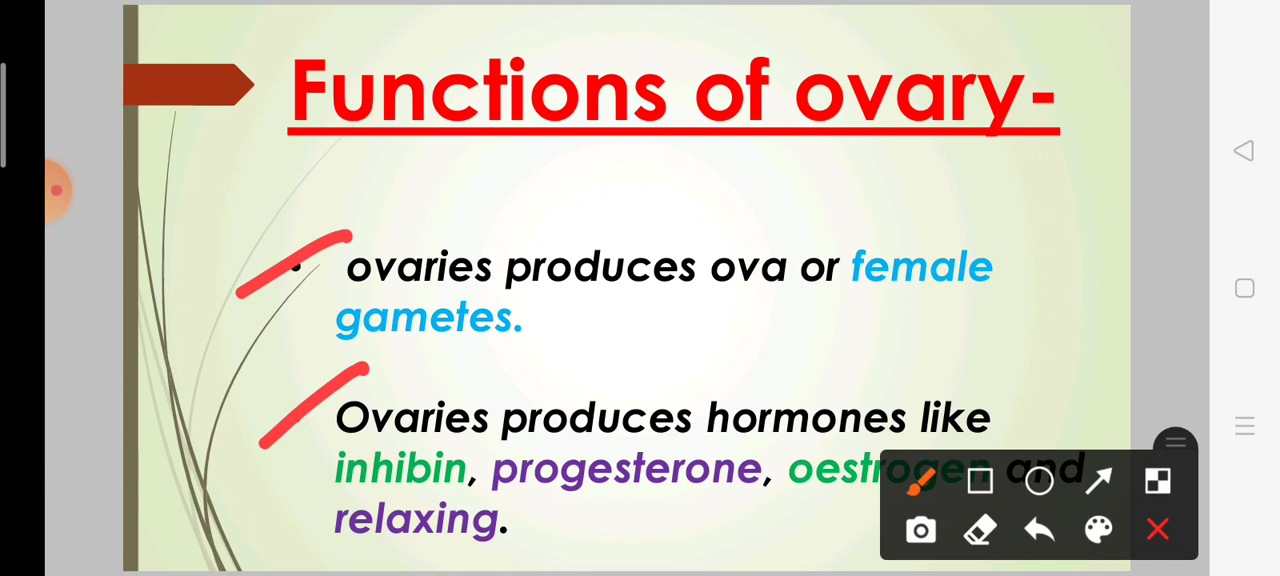 Functions of ovary-
• ovaries produces ova or female
gametes.
Ovaries produces hormones like
inhibin, progesterone, oestrogen and
relaxing.